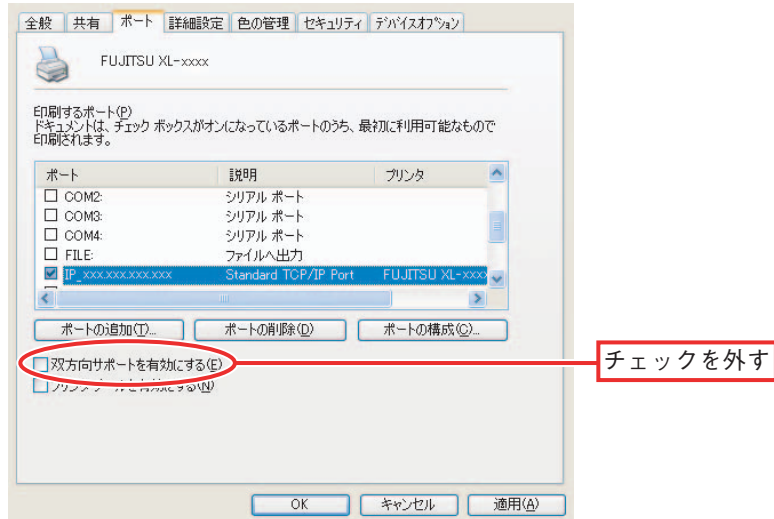 全般 共有 ポート 詳細設定 色の管理 セキュリティ デバイスオプション
FUJITSU XL-xxxx
印刷するポート(P)
ドキュメントは、チェック ボックスがオンになっているポートのうち、最初に利用可能なもので
印刷されます。
ポート 説明 プリンタ
COM2: シリアル ポート
COM3: シリアル ポート
COM4: シリアル ポート
FILE: ファイルへ出力
IP_xxx.xxx.xxx.xxx Standard TCP/IP Port FUJITSU XL-xxxx
ポートの追加(T)... ポートの削除(D) ポートの構成(C)...
双方向サポートを有効にする(E)
チェックを外す
OK キャンセル 適用(A)